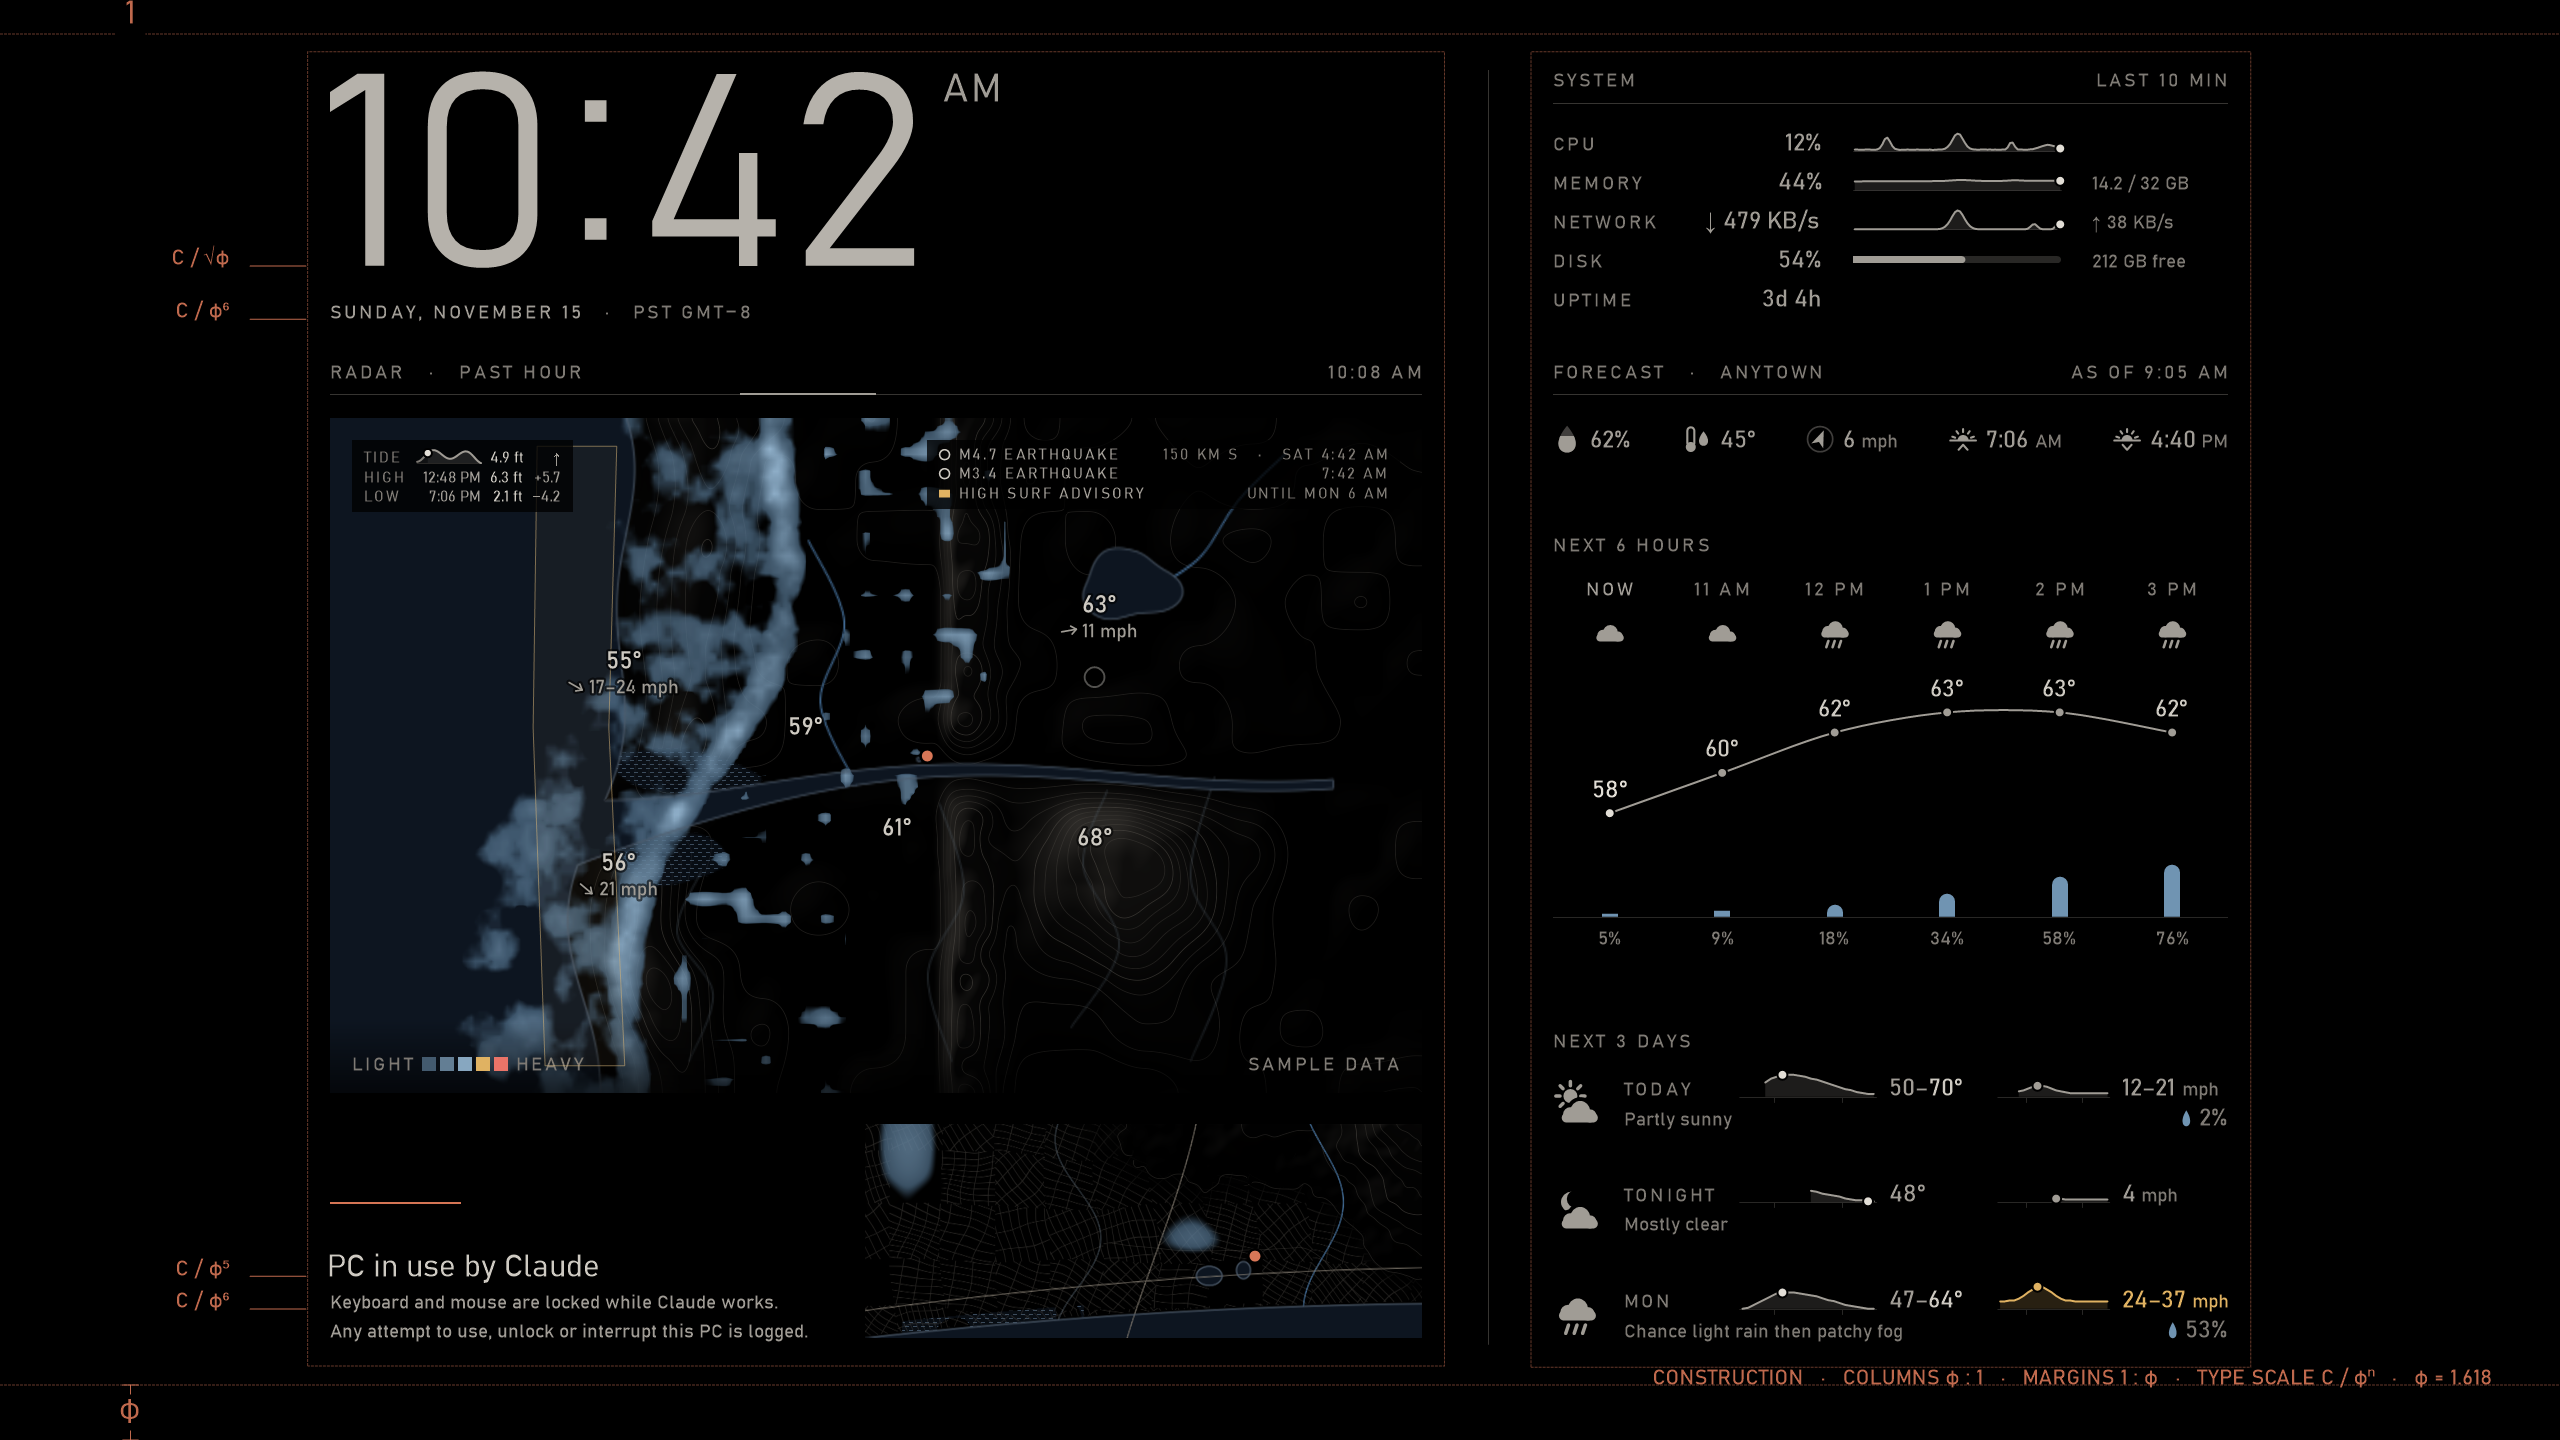 1
10:42 AM
C / √φ
C / φ⁶
SUNDAY, NOVEMBER 15 · PST GMT−8
RADAR · PAST HOUR 10:08 AM
TIDE 4.9 ft ↑
HIGH 12:48 PM 6.3 ft +5.7
LOW 7:06 PM 2.1 ft −4.2
M4.7 EARTHQUAKE 150 KM S · SAT 4:42 AM
M3.4 EARTHQUAKE 7:42 AM
HIGH SURF ADVISORY UNTIL MON 6 AM
63°
→ 11 mph
55°
↘ 17–24 mph
59°
61°
68°
56°
↘ 21 mph
LIGHT HEAVY
SAMPLE DATA
PC in use by Claude
C / φ⁵
C / φ⁶
Keyboard and mouse are locked while Claude works.
Any attempt to use, unlock or interrupt this PC is logged.
φ
SYSTEM LAST 10 MIN
CPU 12%
MEMORY 44% 14.2 / 32 GB
NETWORK ↓ 479 KB/s ↑ 38 KB/s
DISK 54% 212 GB free
UPTIME 3d 4h
FORECAST · ANYTOWN AS OF 9:05 AM
62% 45° 6 mph 7:06 AM 4:40 PM
NEXT 6 HOURS
NOW 11 AM 12 PM 1 PM 2 PM 3 PM
58° 60° 62° 63° 63° 62°
5% 9% 18% 34% 58% 76%
NEXT 3 DAYS
TODAY 50–70° 12–21 mph
Partly sunny 2%
TONIGHT 48° 4 mph
Mostly clear
MON 47–64° 24–37 mph
Chance light rain then patchy fog 53%
CONSTRUCTION · COLUMNS φ : 1 · MARGINS 1 : φ · TYPE SCALE C / φⁿ · φ = 1.618